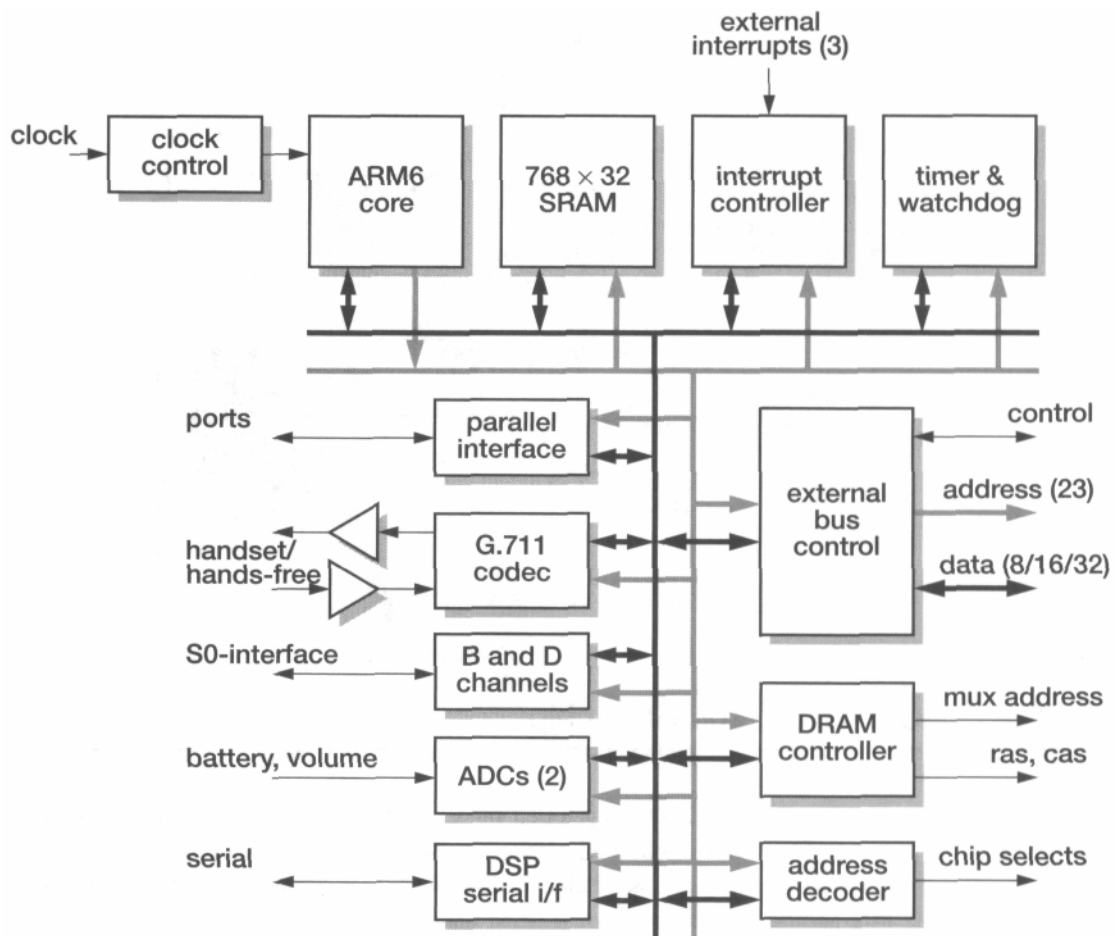 external
interrupts (3)
clock
clock
control
ARM6
core
768 × 32
SRAM
interrupt
controller
timer &
watchdog
ports
parallel
interface
handset/
hands-free
G.711
codec
S0-interface
B and D
channels
battery, volume
ADCs (2)
serial
DSP
serial i/f
external
bus
control
control
address (23)
data (8/16/32)
DRAM
controller
mux address
ras, cas
address
decoder
chip selects